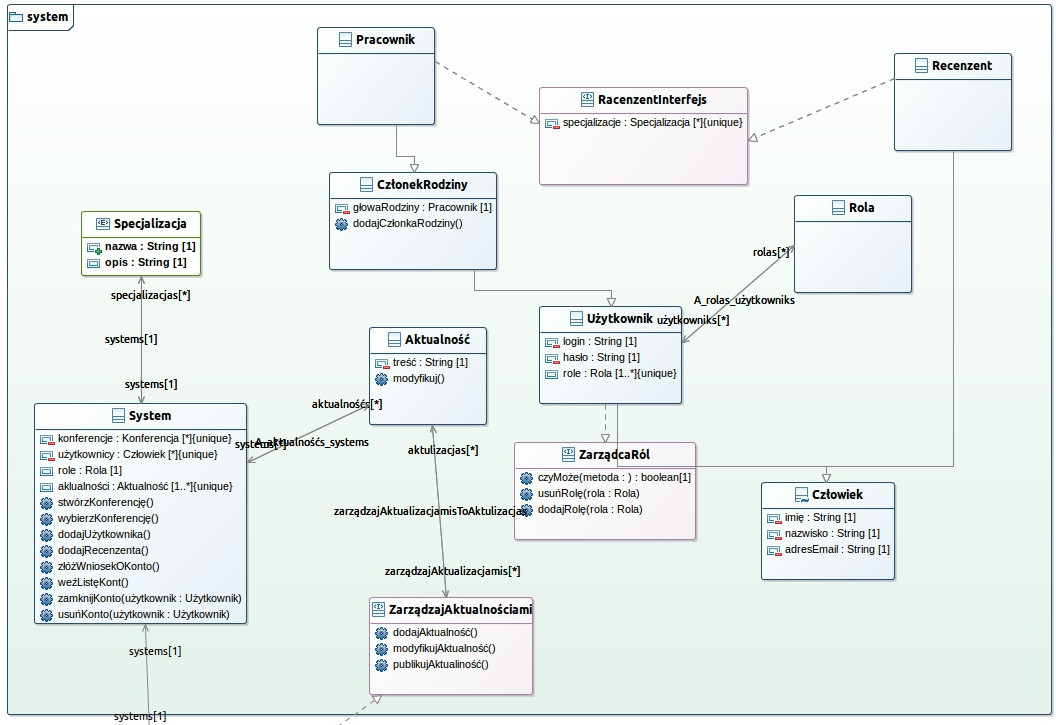 system
Pracownik
Recenzent
RacenzentInterfejs
specjalizacje : Specjalizacja [*]{unique}
CzłonekRodziny
głowaRodziny : Pracownik [1]
dodajCzłonkaRodziny()
Rola
Specjalizacja
nazwa : String [1]
opis : String [1]
rolas[*]
specjalizacjas[*]
A_rolas_użytkowniks
Użytkownik
użytkowniks[*]
login : String [1]
hasło : String [1]
role : Rola [1..*]{unique}
systems[1]
Aktualność
treść : String [1]
modyfikuj()
systems[1]
aktualnośćs[*]
System
konferencje : Konferencja [*]{unique}
użytkownicy : Człowiek [*]{unique}
role : Rola [1]
aktualności : Aktualność [1..*]{unique}
stwórzKonferencję()
wybierzKonferencję()
dodajUżytkownika()
dodajRecenzenta()
złóżWniosekOKonto()
weźListęKont()
zamknijKonto(użytkownik : Użytkownik)
usuńKonto(użytkownik : Użytkownik)
A_aktualnośćs_systems
aktulizacjas[*]
ZarządcaRól
czyMoże(metoda : ) : boolean[1]
usuńRolę(rola : Rola)
dodajRolę(rola : Rola)
zarządzajAktualizacjamisToAktulizacjas
Człowiek
imię : String [1]
nazwisko : String [1]
adresEmail : String [1]
zarządzajAktualizacjamis[*]
ZarządzajAktualnościami
dodajAktualność()
modyfikujAktualność()
publikujAktualiność()
systems[1]
systems[1]